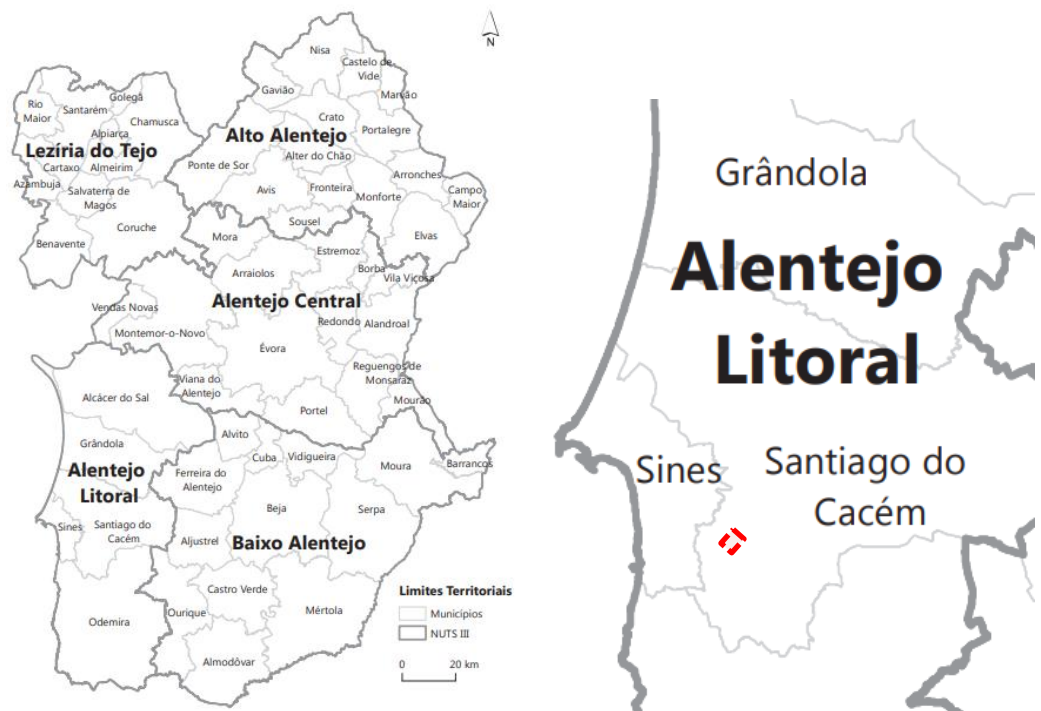 N
Nisa
Castelo de
Vide
Gavião
Marvão
Rio
Maior
Golegã
Santarém
Chamusca
Alpiarça
Crato
Portalegre
Alto Alentejo
Lezíria do Tejo
Cartaxo
Almeirim
Ponte de Sor
Alter do Chão
Arronches
Azambuja
Salvaterra de
Magos
Avis
Fronteira
Monforte
Campo
Maior
Coruche
Sousel
Benavente
Mora
Elvas
Estremoz
Arraiolos
Borba
Vila Viçosa
Alentejo Central
Vendas Novas
Redondo
Alandroal
Montemor-o-Novo
Évora
Reguengos de
Monsaraz
Viana do
Alentejo
Mourão
Alcácer do Sal
Portel
Alvito
Grândola
Cuba
Vidigueira
Moura
Barrancos
Alentejo
Litoral
Ferreira do
Alentejo
Beja
Serpa
Sines
Santiago do
Cacém
Aljustrel
Baixo Alentejo
Castro Verde
Ourique
Mértola
Odemira
Almodôvar
Limites Territoriais
Municípios
NUTS III
0 20 km
Grândola
Alentejo
Litoral
Sines
Santiago do
Cacém